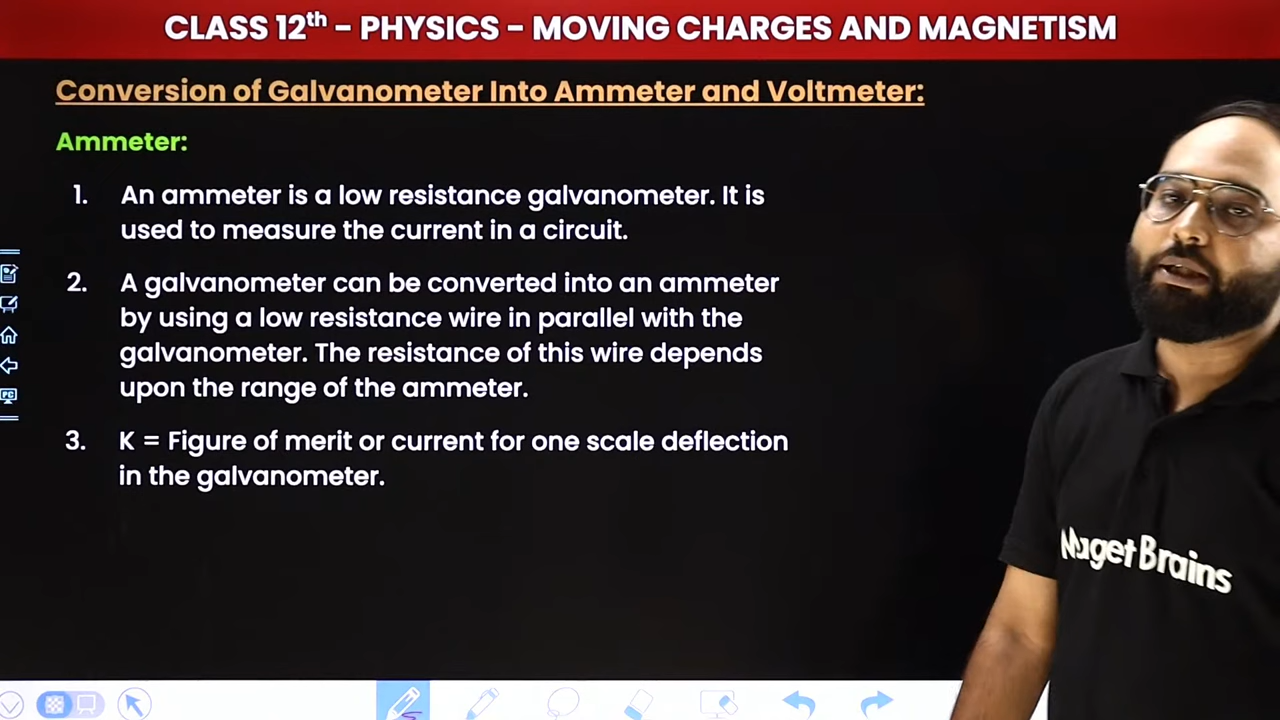 CLASS 12th - PHYSICS - MOVING CHARGES AND MAGNETISM
Conversion of Galvanometer Into Ammeter and Voltmeter:
Ammeter:
1. An ammeter is a low resistance galvanometer. It is
used to measure the current in a circuit.
2. A galvanometer can be converted into an ammeter
by using a low resistance wire in parallel with the
galvanometer. The resistance of this wire depends
upon the range of the ammeter.
3. K = Figure of merit or current for one scale deflection
in the galvanometer.
PC
Magnet Brains